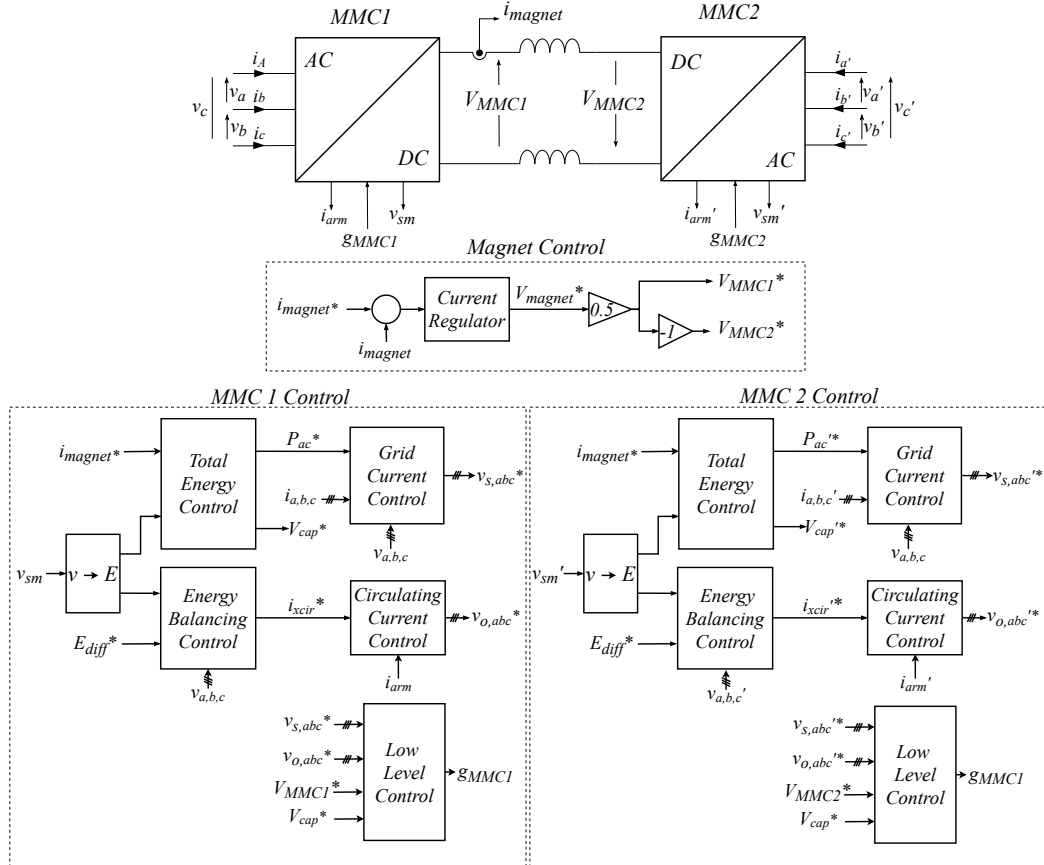 MMC1
i_magnet
MMC2
AC
DC
i_A
i_b
i_c
v_a
v_b
v_c
V_MMC1
V_MMC2
DC
AC
i_a'
i_b'
i_c'
v_a'
v_b'
v_c'
i_arm
v_sm
g_MMC1
i_arm'
v_sm'
g_MMC2
Magnet Control
i_magnet*
i_magnet
Current
Regulator
V_magnet*
0.5
-1
V_MMC1*
V_MMC2*
MMC 1 Control
i_magnet*
Total
Energy
Control
P_ac*
i_a,b,c
V_cap*
Grid
Current
Control
v_s,abc*
v_a,b,c
v_sm
v → E
E_diff*
Energy
Balancing
Control
v_a,b,c
i_xcir*
Circulating
Current
Control
v_o,abc*
i_arm
v_s,abc*
v_o,abc*
V_MMC1*
V_cap*
Low
Level
Control
g_MMC1
MMC 2 Control
i_magnet*
Total
Energy
Control
P_ac'*
i_a,b,c'
V_cap'*
Grid
Current
Control
v_s,abc'*
v_a,b,c
v_sm'
v → E
E_diff*
Energy
Balancing
Control
v_a,b,c'
i_xcir'*
Circulating
Current
Control
v_o,abc'*
i_arm'
v_s,abc'*
v_o,abc'*
V_MMC2*
V_cap*
Low
Level
Control
g_MMC1